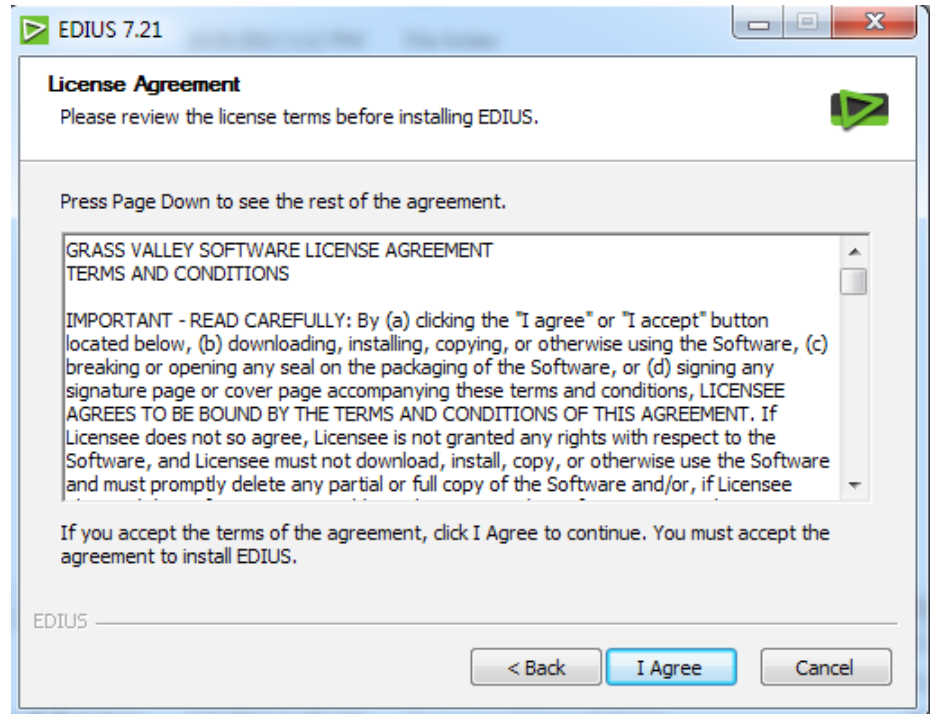 EDIUS 7.21
License Agreement
Please review the license terms before installing EDIUS.
Press Page Down to see the rest of the agreement.
GRASS VALLEY SOFTWARE LICENSE AGREEMENT
TERMS AND CONDITIONS
IMPORTANT - READ CAREFULLY: By (a) clicking the "I agree" or "I accept" button
located below, (b) downloading, installing, copying, or otherwise using the Software, (c)
breaking or opening any seal on the packaging of the Software, or (d) signing any
signature page or cover page accompanying these terms and conditions, LICENSEE
AGREES TO BE BOUND BY THE TERMS AND CONDITIONS OF THIS AGREEMENT. If
Licensee does not so agree, Licensee is not granted any rights with respect to the
Software, and Licensee must not download, install, copy, or otherwise use the Software
and must promptly delete any partial or full copy of the Software and/or, if Licensee
If you accept the terms of the agreement, click I Agree to continue. You must accept the
agreement to install EDIUS.
EDIUS
< Back
I Agree
Cancel